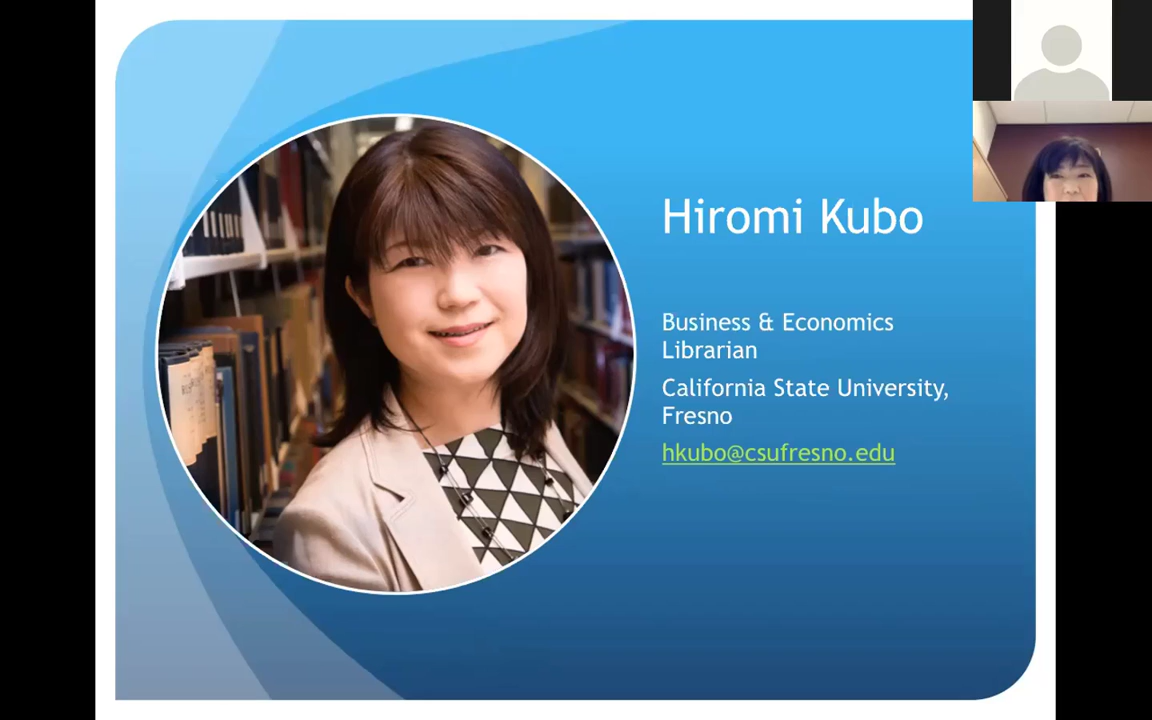 Hiromi Kubo
Business & Economics
Librarian
California State University,
Fresno
hkubo@csufresno.edu